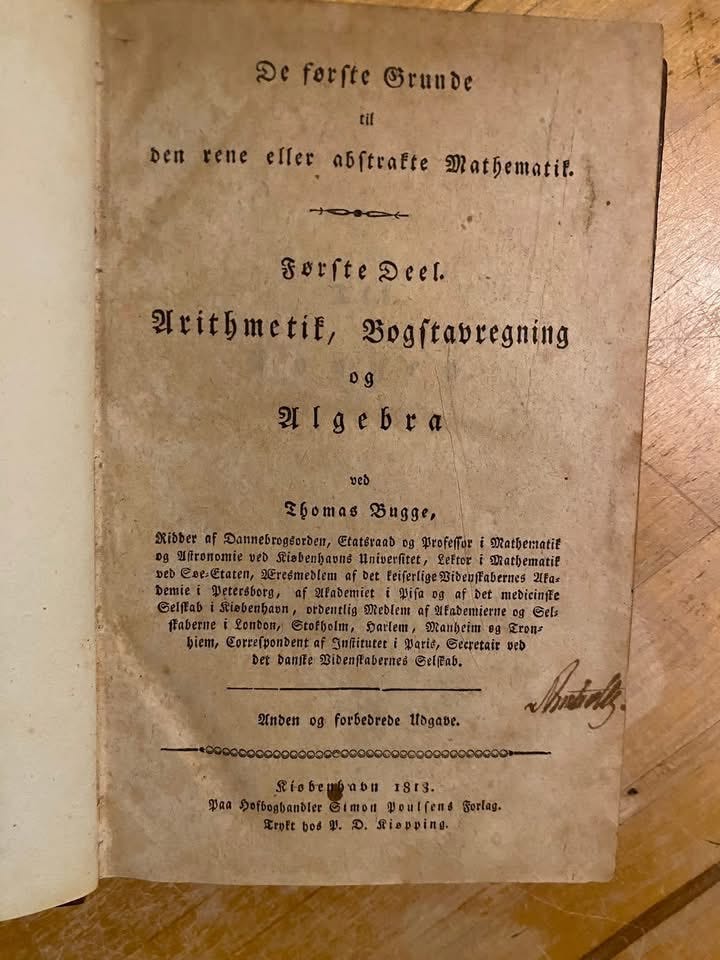 De første Grunde
til
den rene eller abstrakte Mathematik.
Første Deel.
Arithmetik, Bogstavregning
og
Algebra
ved
Thomas Bugge,
Ridder af Dannebrogsorden, Etatsraad og Professor i Mathematik
og Astronomie ved Kiøbenhavns Universitet, Lektor i Mathematik
ved Søe-Etaten, Æresmedlem af det keiserlige Videnskabernes Aka-
demie i Petersborg, af Akademiet i Pisa og af det medicinske
Selskab i Kiøbenhavn, ordentlig Medlem af Akademierne og Sel-
skaberne i London, Stokholm, Harlem, Manheim og Tron-
hiem, Correspondent af Institutet i Paris, Secretair ved
det danske Videnskabernes Selskab.
Anden og forbedrede Udgave.
Kiøbenhavn 1813.
Paa Hofboghandler Simon Poulsens Forlag.
Trykt hos P. D. Kiøpping.